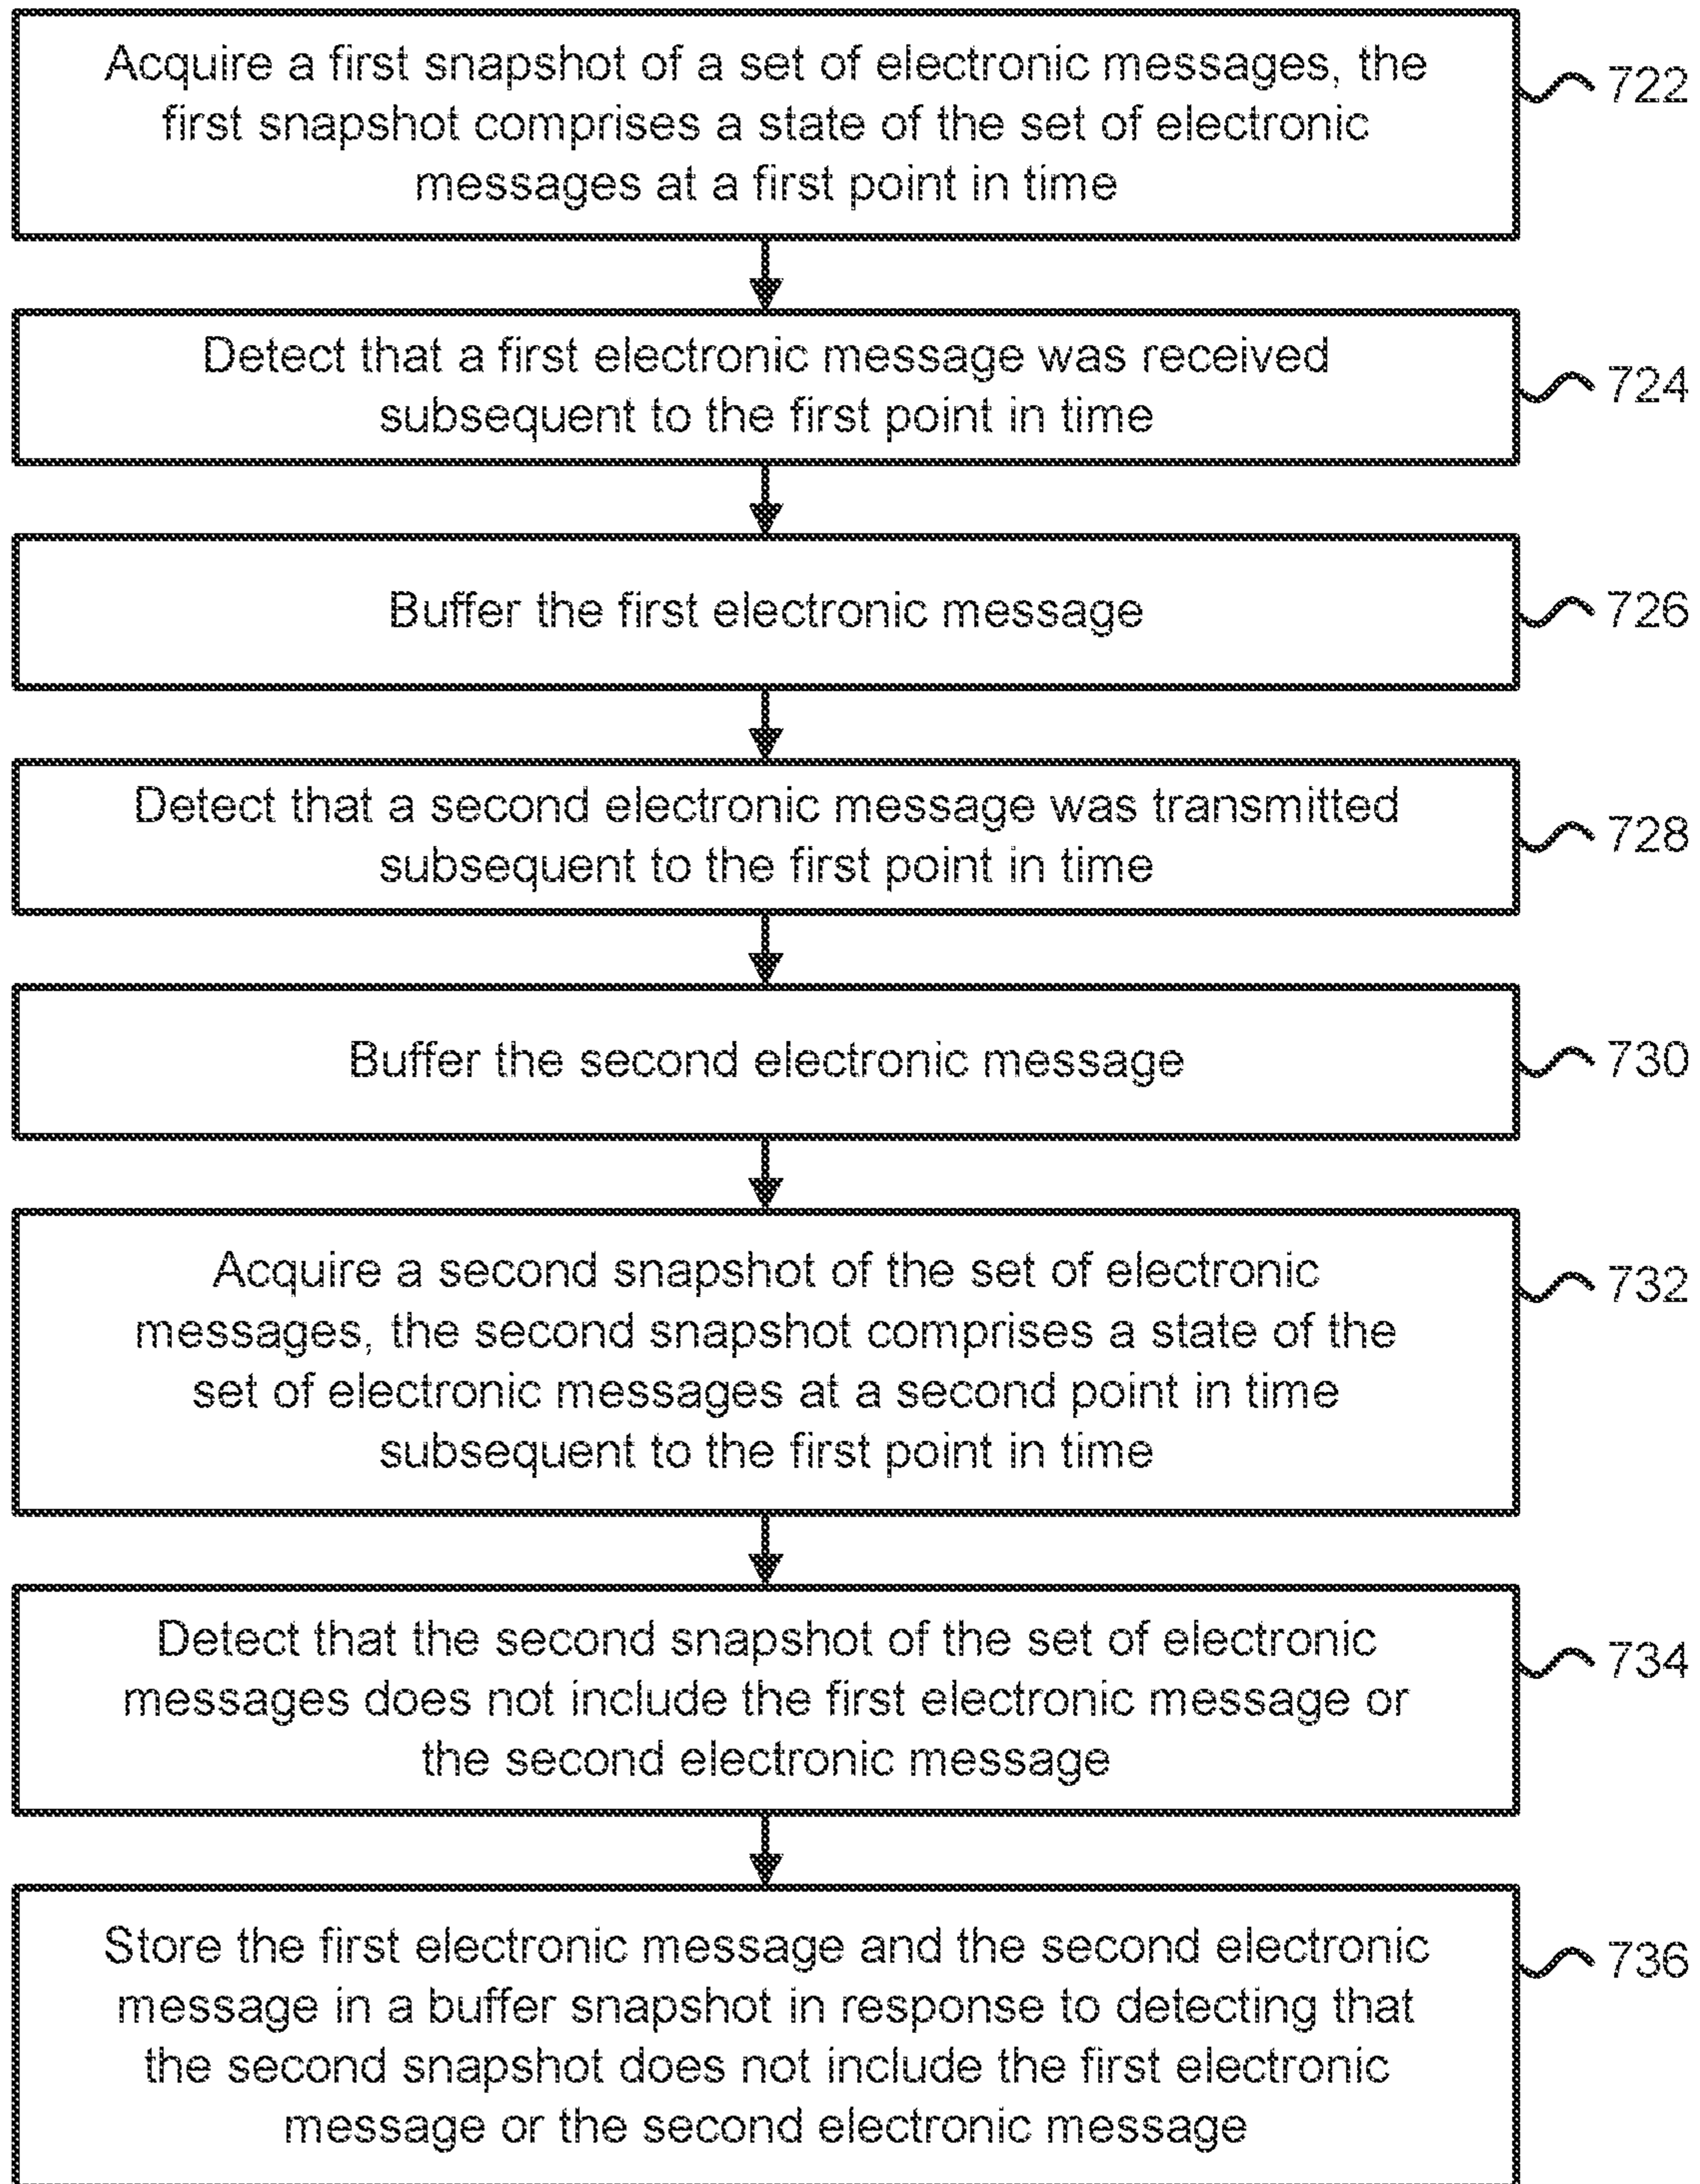 Acquire a first snapshot of a set of electronic messages, the
first snapshot comprises a state of the set of electronic
messages at a first point in time
722
Detect that a first electronic message was received
subsequent to the first point in time
724
Buffer the first electronic message
726
Detect that a second electronic message was transmitted
subsequent to the first point in time
728
Buffer the second electronic message
730
Acquire a second snapshot of the set of electronic
messages, the second snapshot comprises a state of the
set of electronic messages at a second point in time
subsequent to the first point in time
732
Detect that the second snapshot of the set of electronic
messages does not include the first electronic message or
the second electronic message
734
Store the first electronic message and the second electronic
message in a buffer snapshot in response to detecting that
the second snapshot does not include the first electronic
message or the second electronic message
736